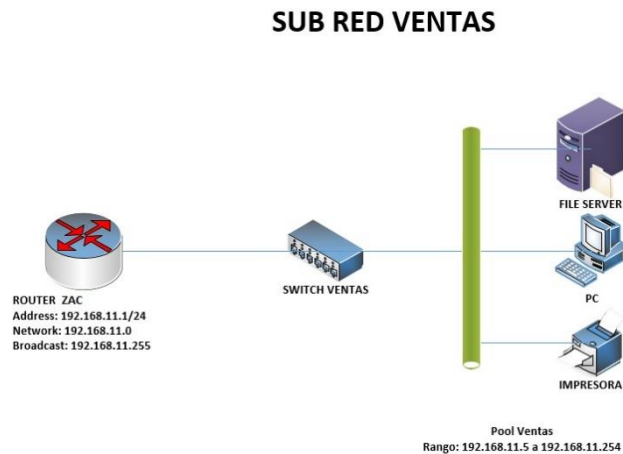 SUB RED VENTAS
FILE SERVER
SWITCH VENTAS
PC
ROUTER ZAC
Address: 192.168.11.1/24
Network: 192.168.11.0
Broadcast: 192.168.11.255
IMPRESORA
Pool Ventas
Rango: 192.168.11.5 a 192.168.11.254